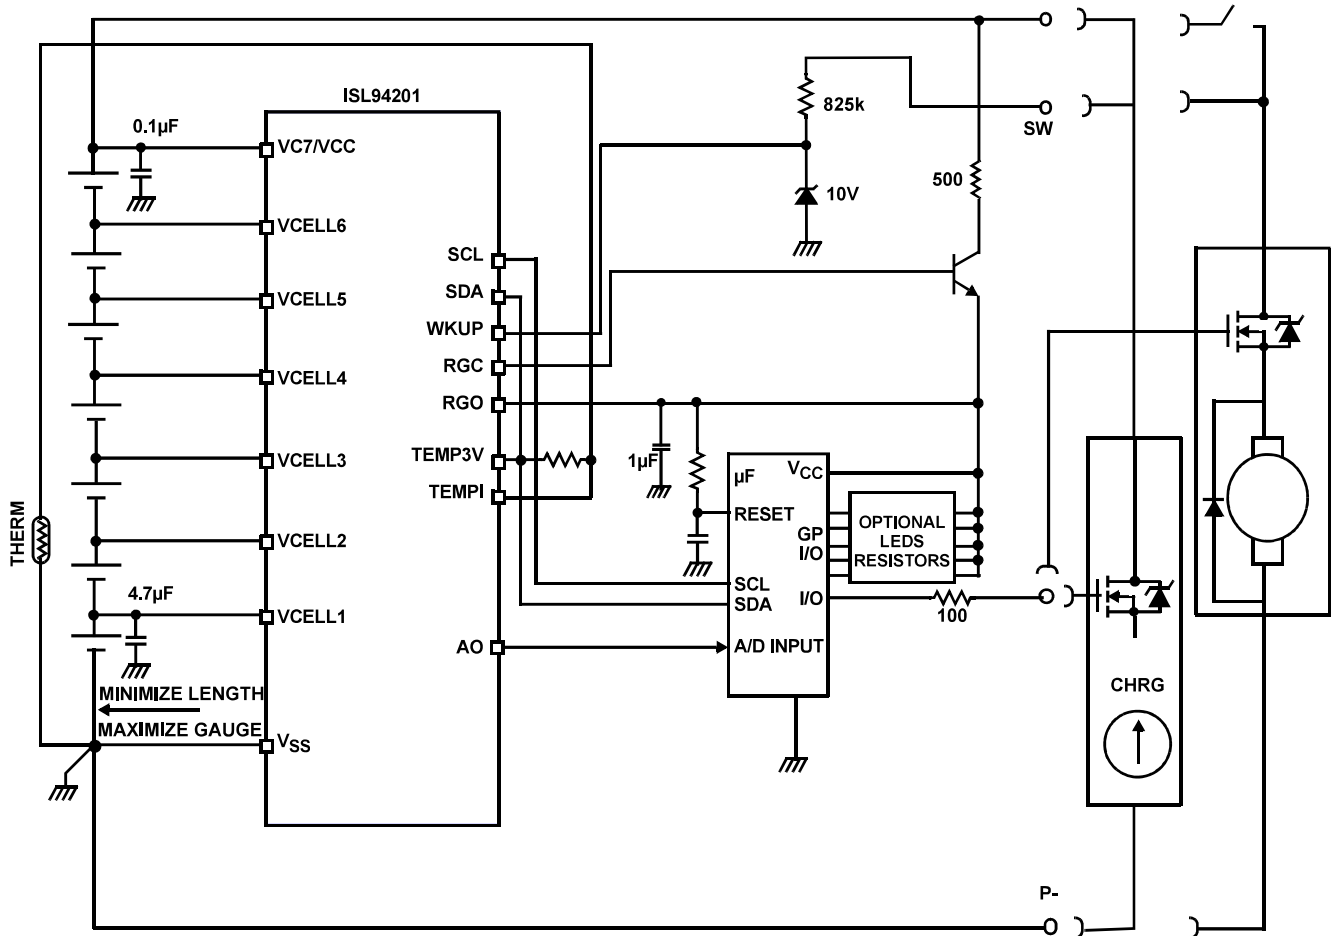 ISL94201
0.1µF
825k
SW
VC7/VCC
500
10V
VCELL6
SCL
SDA
VCELL5
WKUP
RGC
VCELL4
RGO
VCELL3
TEMP3V
TEMPI
1µF
µF
VCC
RESET
GP
I/O
OPTIONAL
LEDS
RESISTORS
THERM
VCELL2
4.7µF
SCL
SDA
I/O
100
VCELL1
AO
A/D INPUT
MINIMIZE LENGTH
MAXIMIZE GAUGE
VSS
CHRG
P-